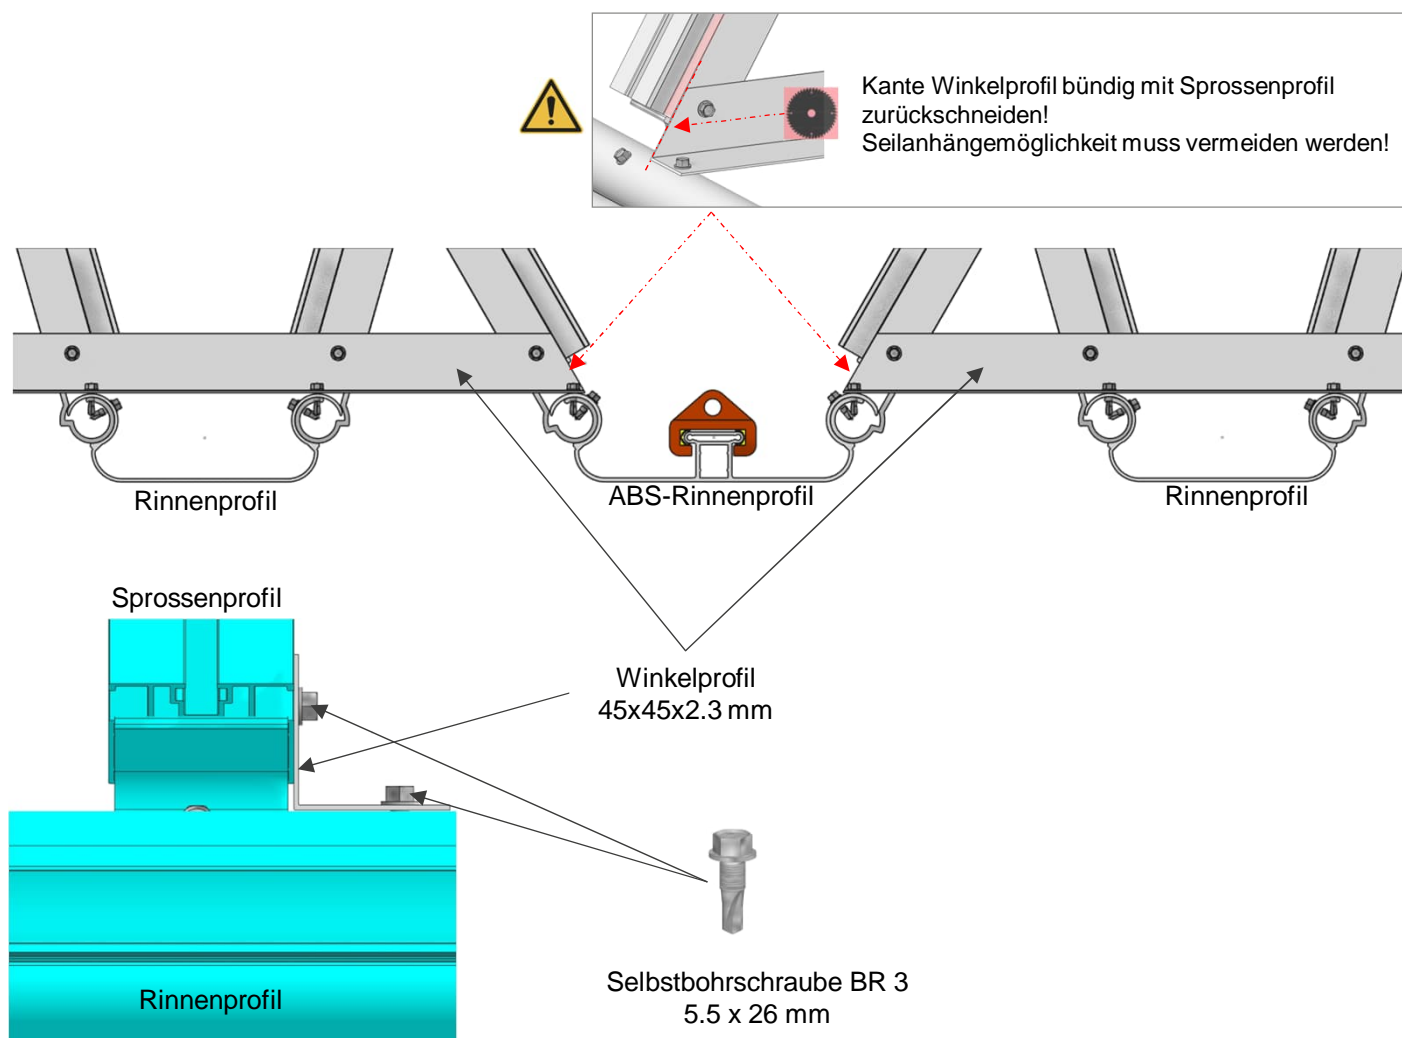 Kante Winkelprofil bündig mit Sprossenprofil
zurückschneiden!
Seilanhängemöglichkeit muss vermeiden werden!
Rinnenprofil
ABS-Rinnenprofil
Rinnenprofil
Sprossenprofil
Winkelprofil
45x45x2.3 mm
Rinnenprofil
Selbstbohrschraube BR 3
5.5 x 26 mm